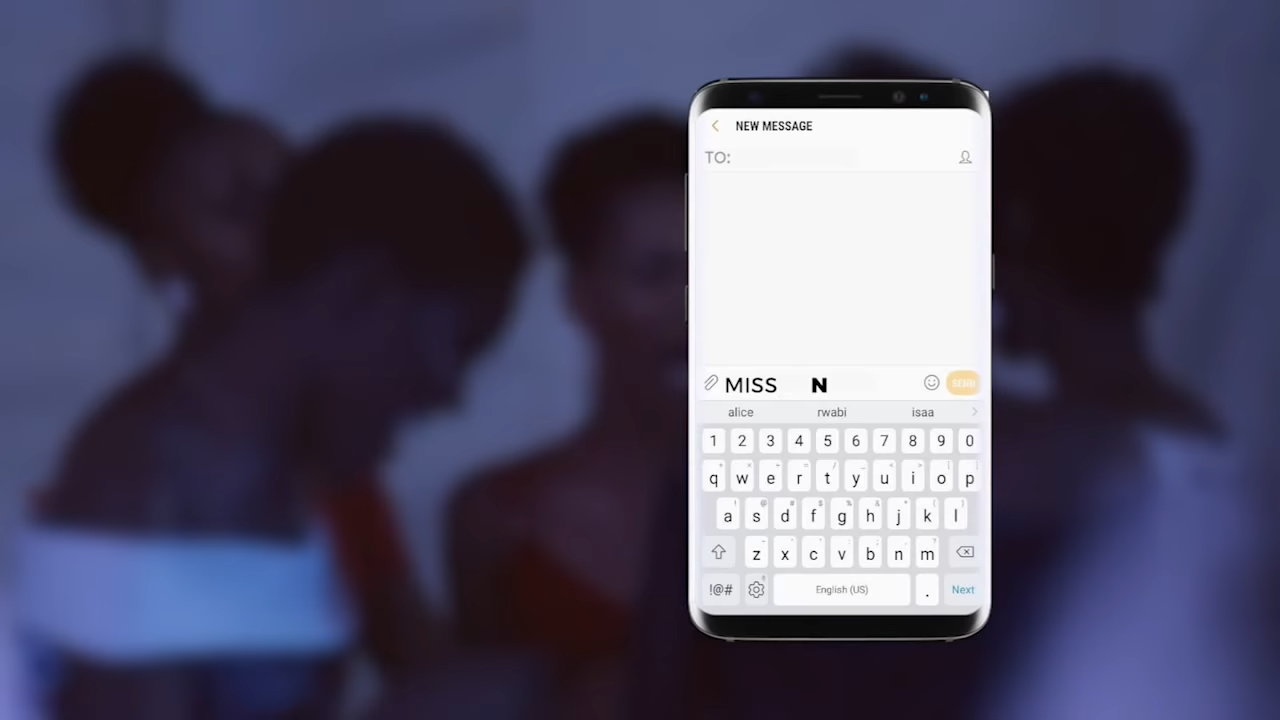 NEW MESSAGE
TO:
MISS N
SEND
alice rwabi isaa
1 2 3 4 5 6 7 8 9 0
q w e r t y u i o p
a s d f g h j k l
z x c v b n m
!@# English (US) . Next